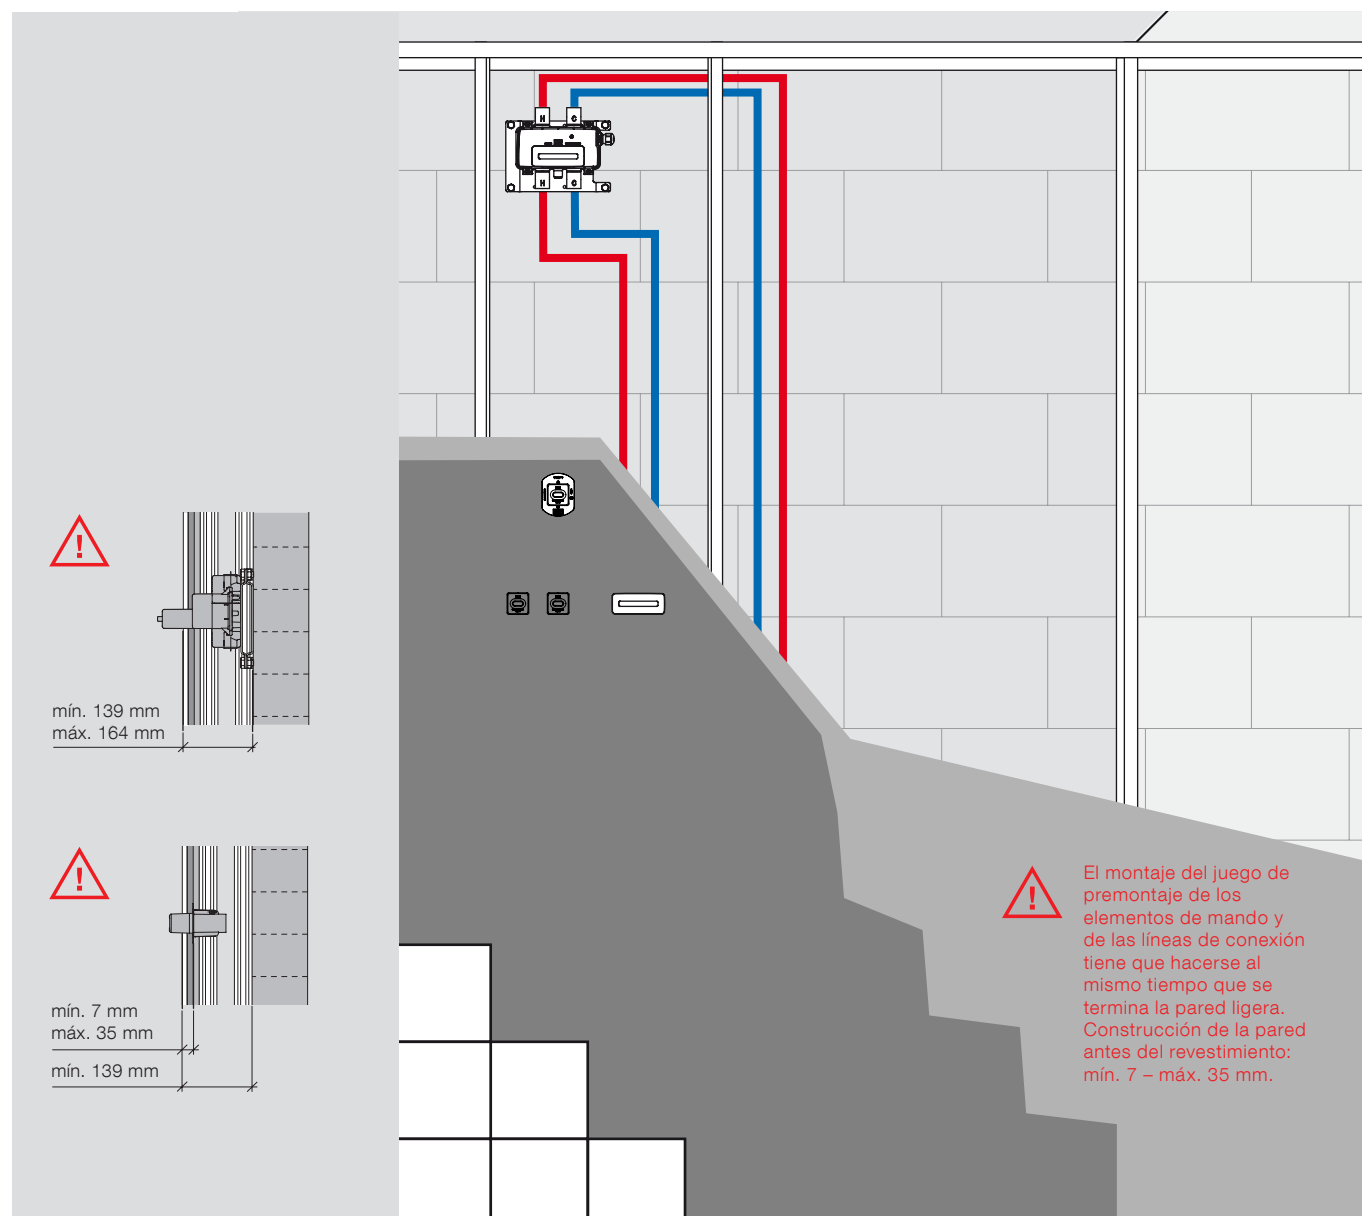 H C
H C
mín. 139 mm
máx. 164 mm
mín. 7 mm
máx. 35 mm
mín. 139 mm
El montaje del juego de
premontaje de los
elementos de mando y
de las líneas de conexión
tiene que hacerse al
mismo tiempo que se
termina la pared ligera.
Construcción de la pared
antes del revestimiento:
mín. 7 – máx. 35 mm.